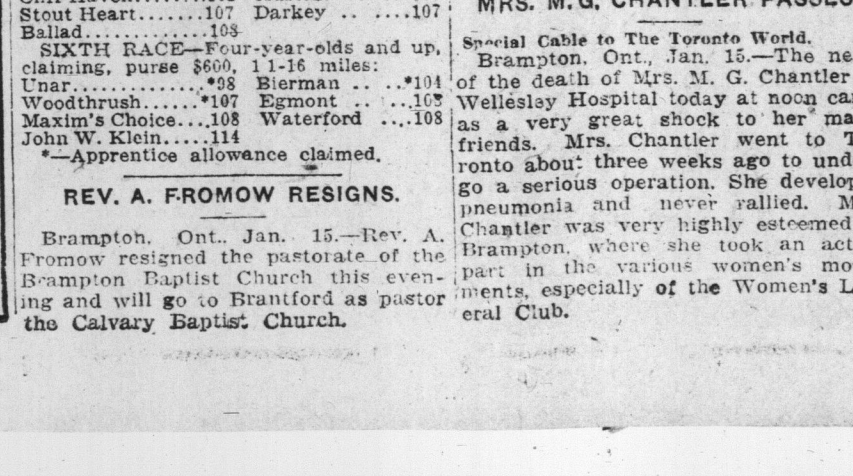 Stout Heart.......107 Darkey .. ....107
Ballad............108
SIXTH RACE—Four-year-olds and up,
claiming, purse $600, 1 1-16 miles:
Unar...........*98 Bierman .. ..*104
Woodthrush......*107 Egmont .. ...103
Maxim's Choice....108 Waterford ....108
John W. Klein.....114
*—Apprentice allowance claimed.
REV. A. FROMOW RESIGNS.
Brampton, Ont., Jan. 15.—Rev. A.
Fromow resigned the pastorate of the
Brampton Baptist Church this even-
ing and will go to Brantford as pastor
the Calvary Baptist Church.
MRS. M. G. CHANTLER
Special Cable to The Toronto World.
Brampton, Ont., Jan. 15.—The
of the death of Mrs. M. G. Chantler
Wellesley Hospital today at noon
as a very great shock to her
friends. Mrs. Chantler went to
ronto about three weeks ago to
go a serious operation. She
pneumonia and never rallied.
Chantler was very highly esteemed
Brampton, where she took an
part in the various women's
ments, especially of the Women's
eral Club.